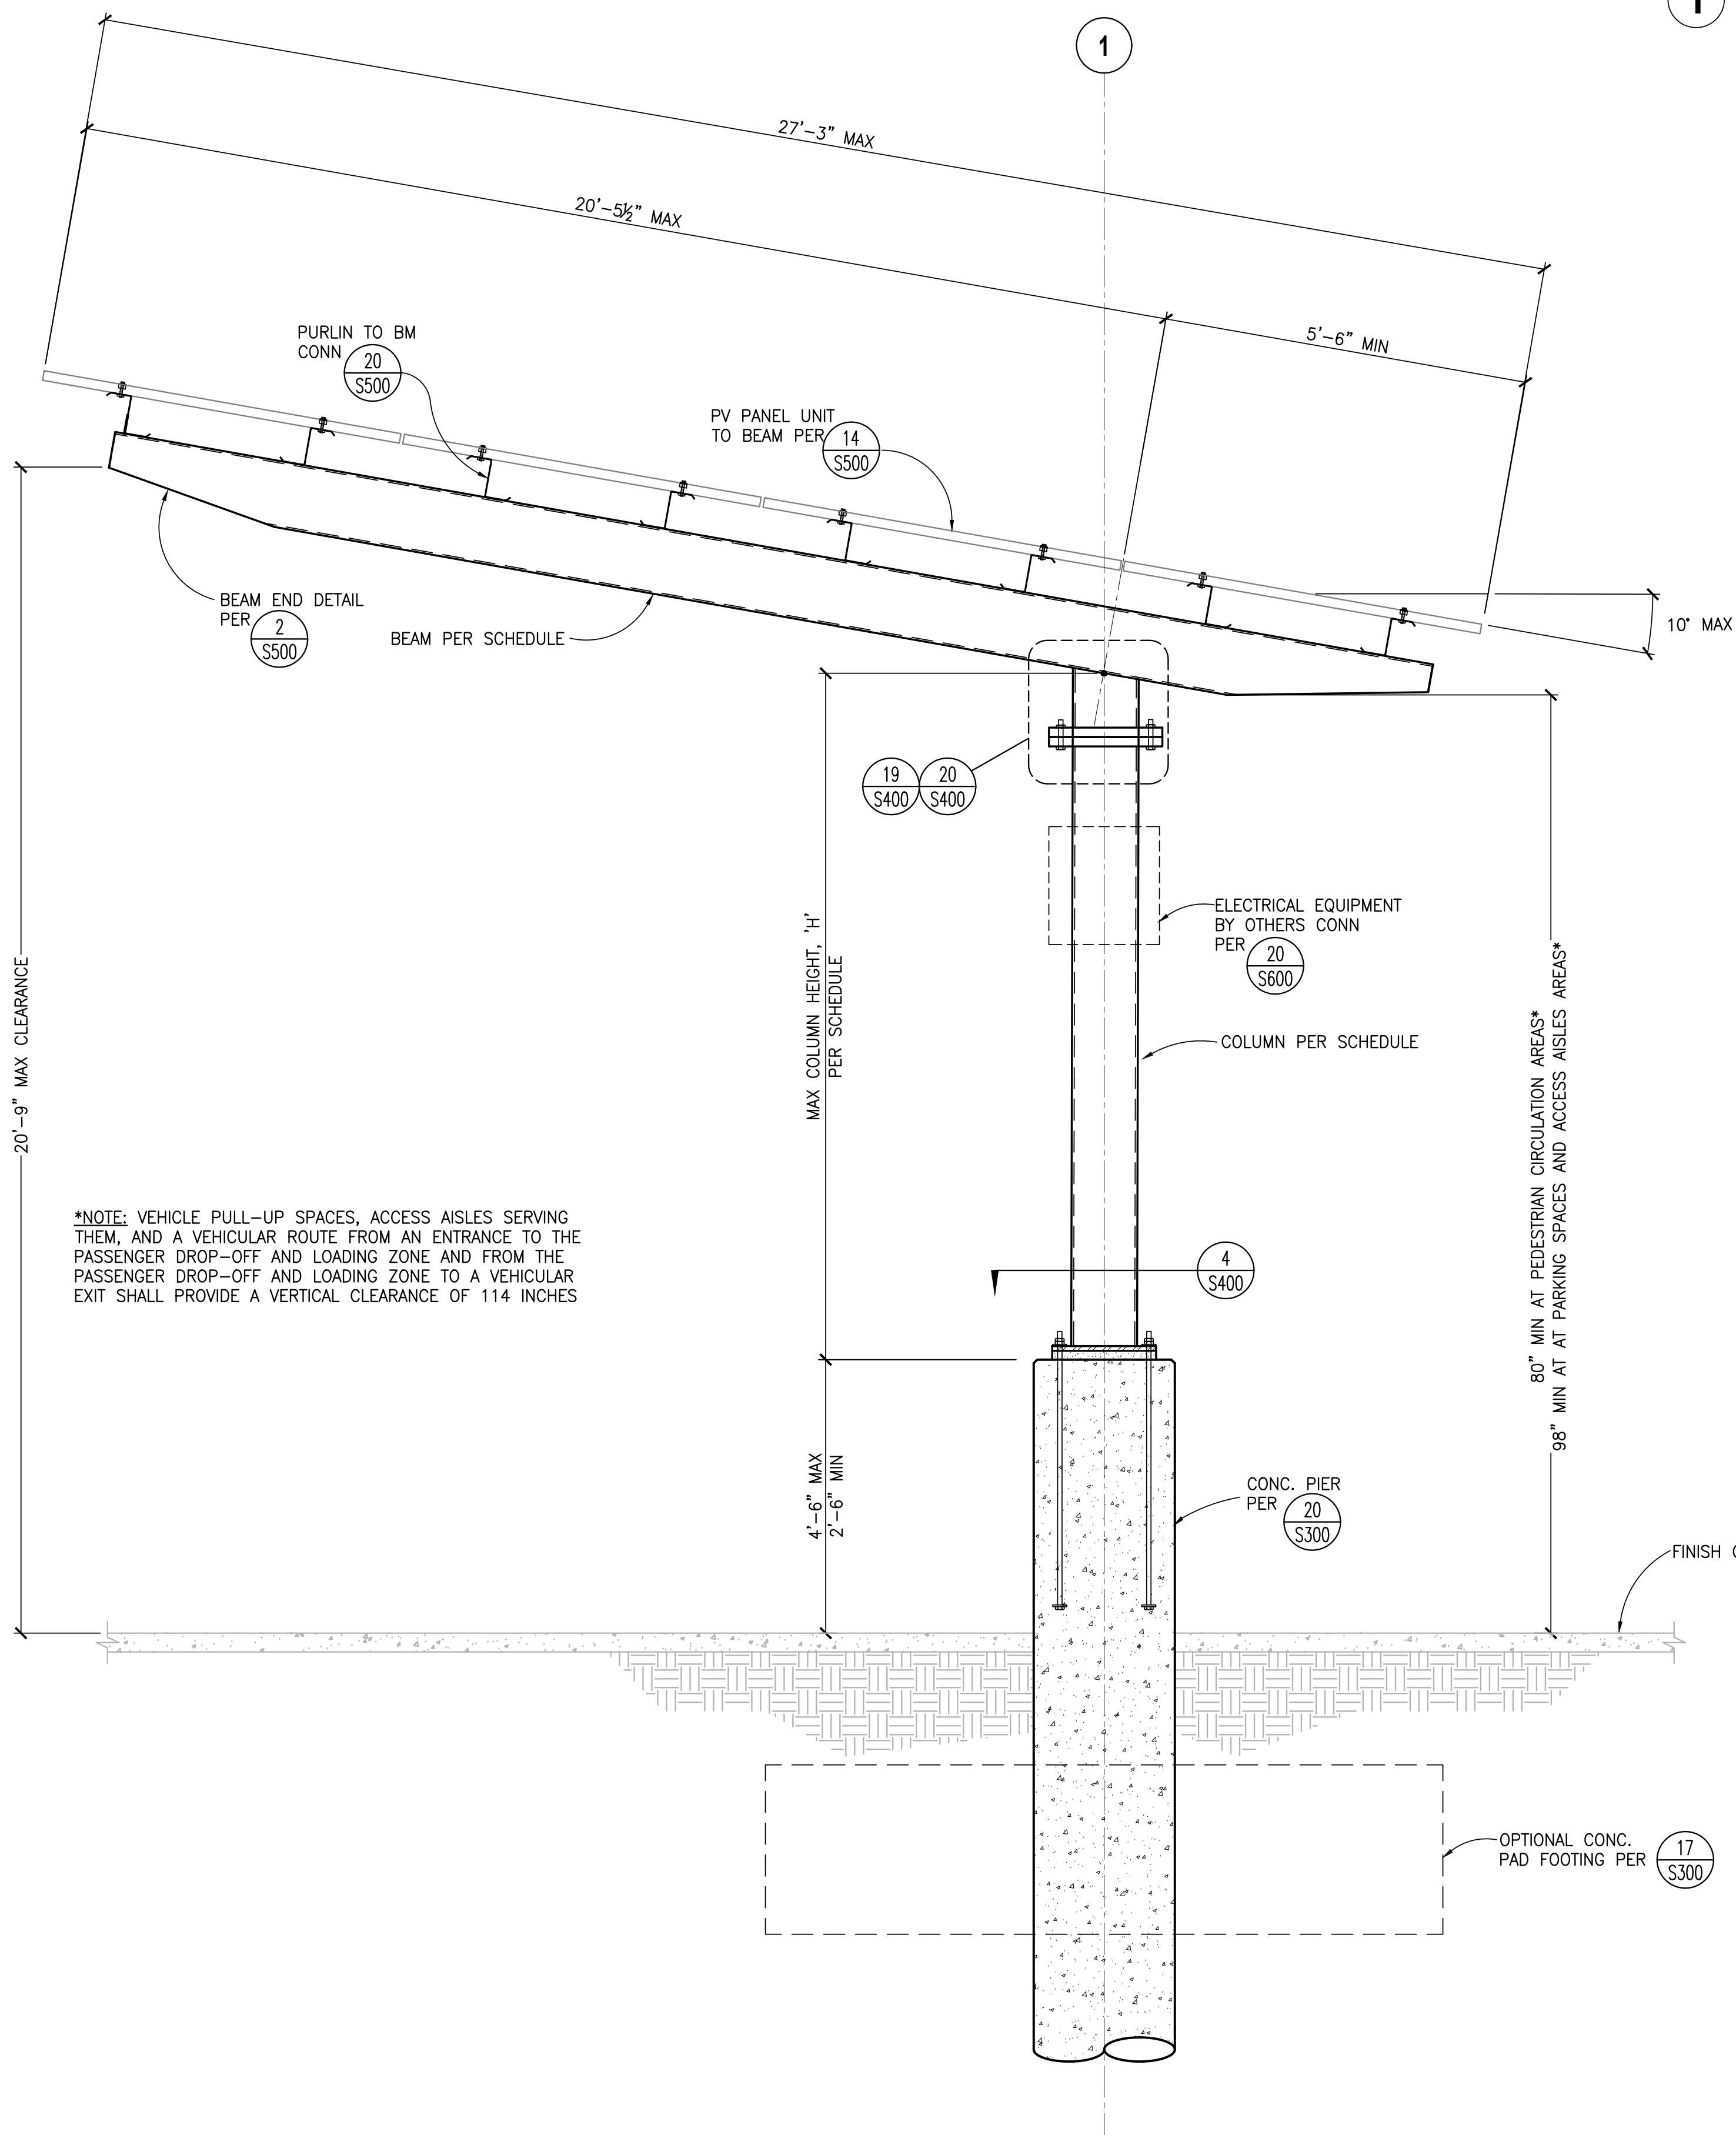 1
27'-3" MAX
20'-5½" MAX
5'-6" MIN
PURLIN TO BM
CONN
20
S500
PV PANEL UNIT
TO BEAM PER
14
S500
BEAM END DETAIL
PER
2
S500
BEAM PER SCHEDULE
10° MAX
19
S400
20
S400
ELECTRICAL EQUIPMENT
BY OTHERS CONN
PER
20
S600
COLUMN PER SCHEDULE
MAX COLUMN HEIGHT, 'H'
PER SCHEDULE
20'-9" MAX CLEARANCE
80" MIN AT PEDESTRIAN CIRCULATION AREAS*
98" MIN AT AT PARKING SPACES AND ACCESS AISLES AREAS*
*NOTE: VEHICLE PULL-UP SPACES, ACCESS AISLES SERVING
THEM, AND A VEHICULAR ROUTE FROM AN ENTRANCE TO THE
PASSENGER DROP-OFF AND LOADING ZONE AND FROM THE
PASSENGER DROP-OFF AND LOADING ZONE TO A VEHICULAR
EXIT SHALL PROVIDE A VERTICAL CLEARANCE OF 114 INCHES
4
S400
4'-6" MAX
2'-6" MIN
CONC. PIER
PER
20
S300
FINISH
OPTIONAL CONC.
PAD FOOTING PER
17
S300